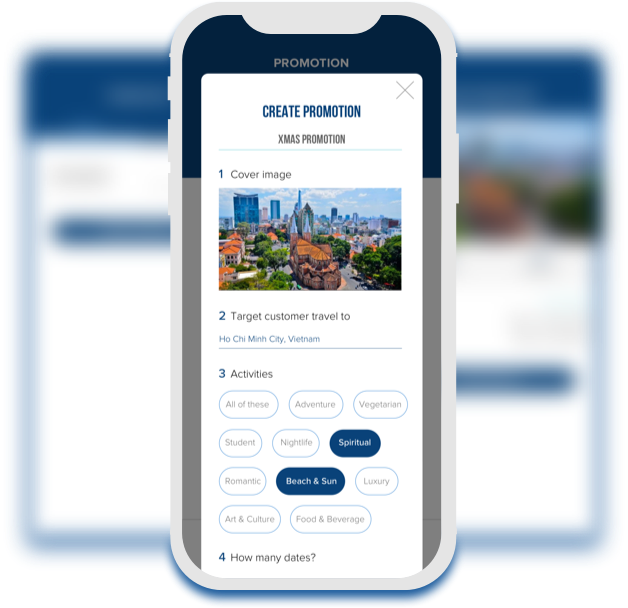 PROMOTION
CREATE PROMOTION
XMAS PROMOTION
1 Cover image
2 Target customer travel to
Ho Chi Minh City, Vietnam
3 Activities
All of these Adventure Vegetarian
Student Nightlife Spiritual
Romantic Beach & Sun Luxury
Art & Culture Food & Beverage
4 How many dates?